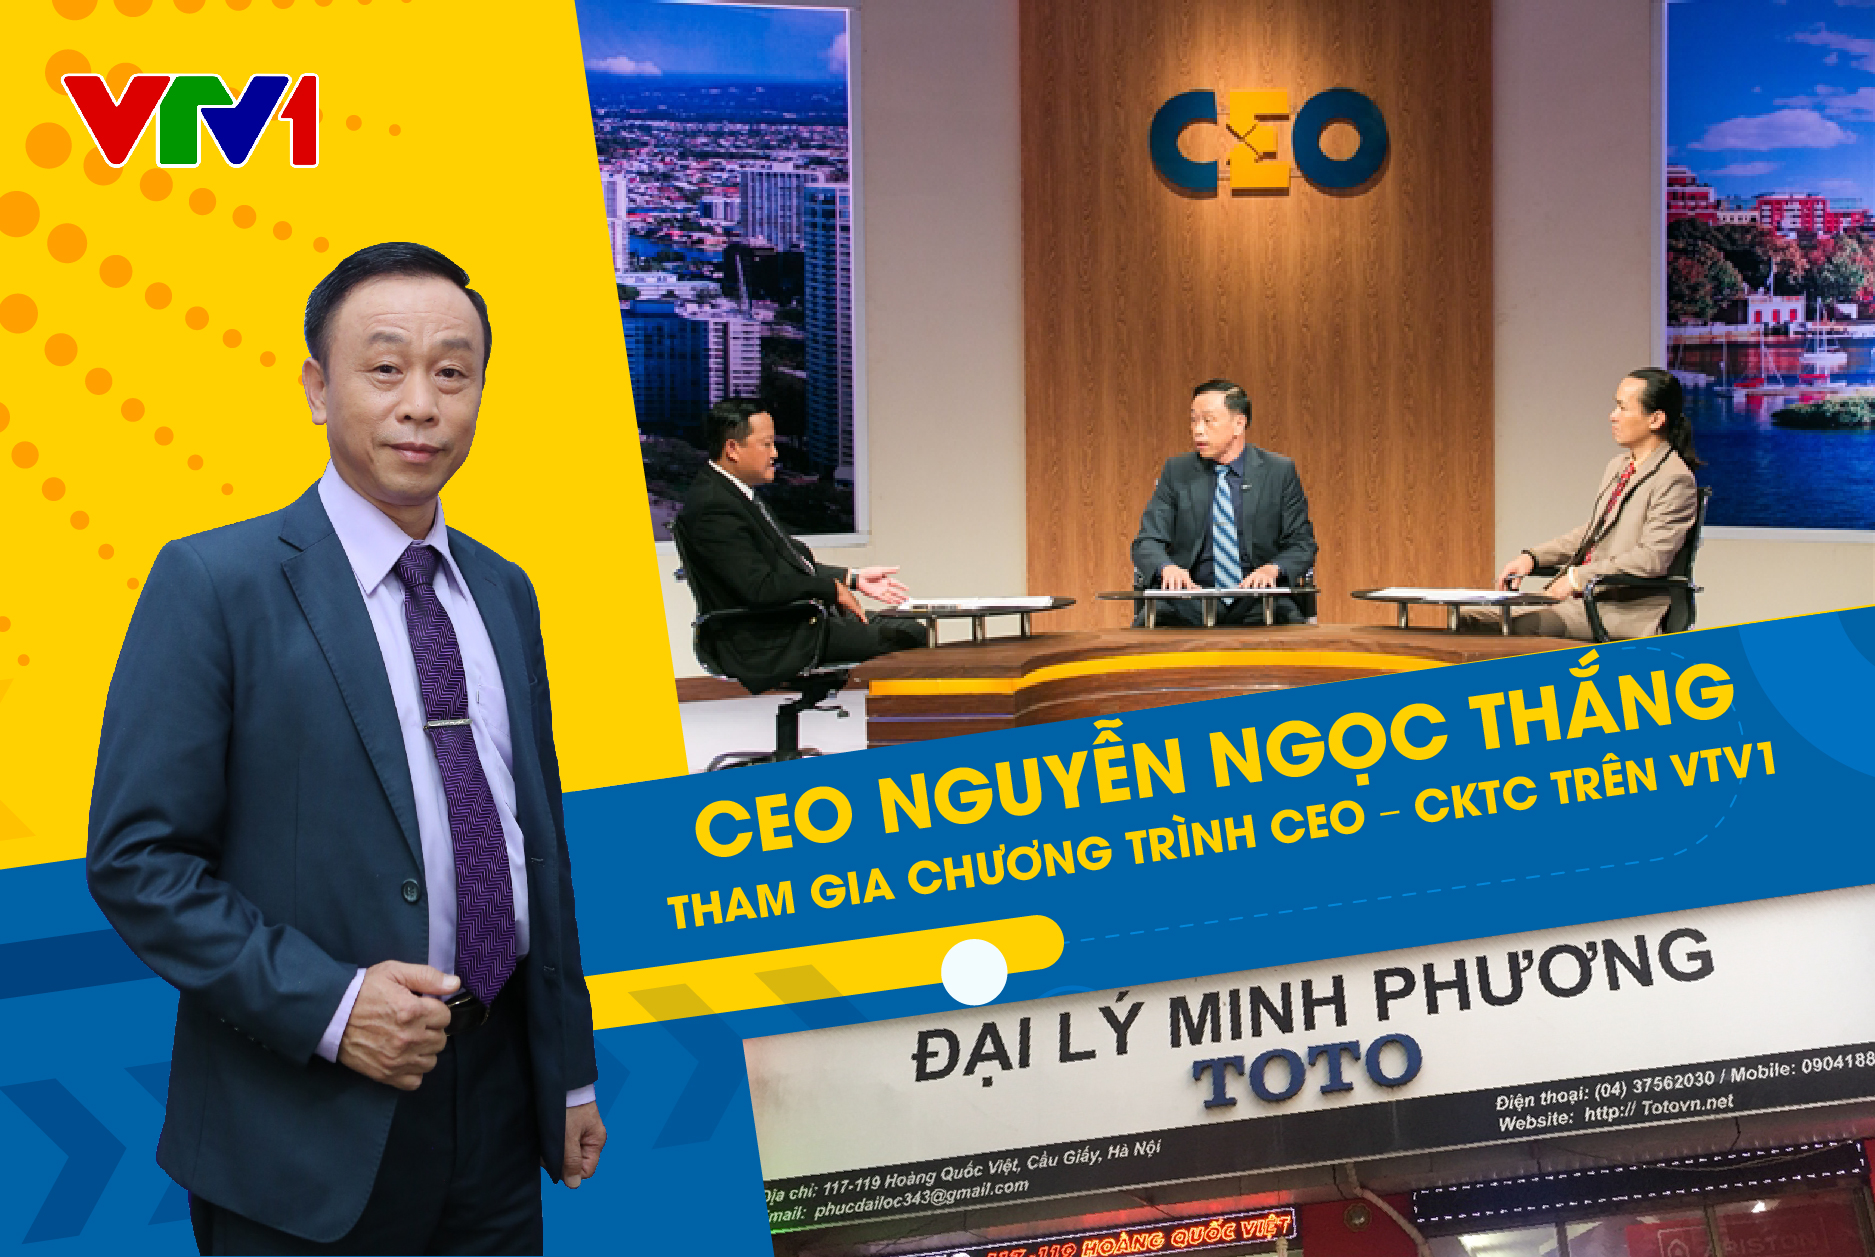 VTV1
CEO
CEO NGUYỄN NGỌC THẮNG
THAM GIA CHƯƠNG TRÌNH CEO – CKTC TRÊN VTV1
ĐẠI LÝ MINH PHƯƠNG
TOTO
Điện thoại: (04) 37562030 / Mobile: 0904188
Website: http:// Totovn.net
Địa chỉ: 117-119 Hoàng Quốc Việt, Cầu Giấy, Hà Nội
Email: phucdailoc343@gmail.com
117-119 HOÀNG QUỐC VIỆT